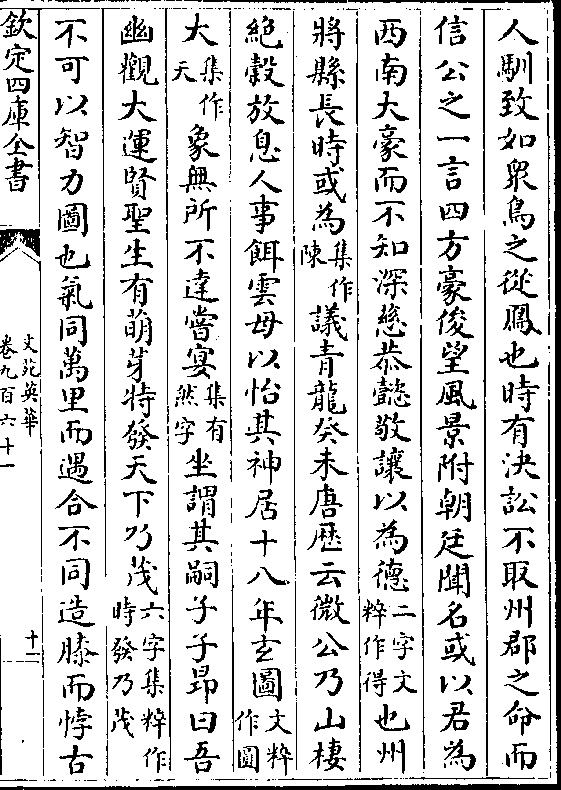 人馴致如衆鳥之從鳳也時有決訟不取州郡之命而
信公之一言四方豪俊望風景附朝廷聞名或以君為
西南大豪而不知深慈恭懿敬讓以為德二字文粹作得也州
將縣長時或為集作陳議青龍癸未唐歷云微公乃山棲
絶穀放息人事餌雲母以怡其神居十八年玄圖文粹作圓
大集作天象無所不達嘗宴集有然字坐謂其嗣子子昂曰吾
幽觀大運賢聖生有萌芽特發天下乃茂六字集粹作時發乃茂
不可以智力圖也氣同萬里而遇合不同造膝而悖古
欽定四庫全書
文苑英華
卷九百六十一
十二